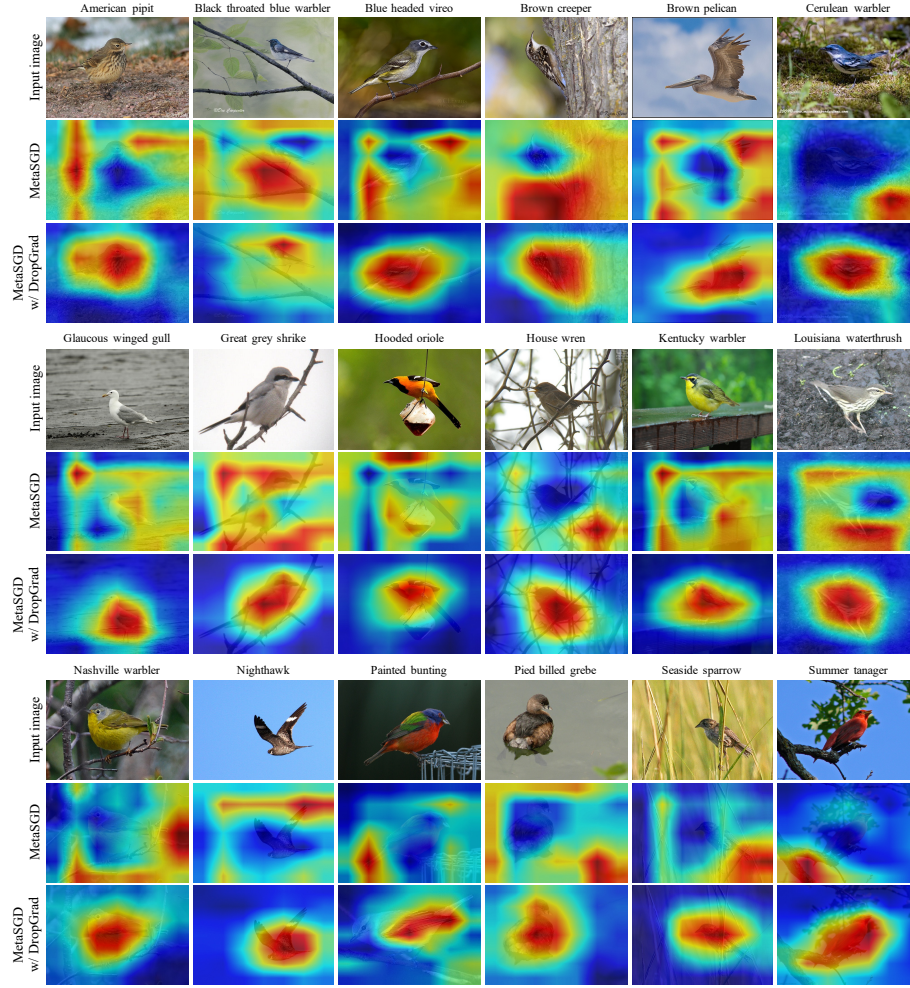 American pipit
Black throated blue warbler
Blue headed vireo
Brown creeper
Brown pelican
Cerulean warbler
Input image
MetaSGD
MetaSGD
w/ DropGrad
Glaucous winged gull
Great grey shrike
Hooded oriole
House wren
Kentucky warbler
Louisiana waterthrush
Input image
MetaSGD
MetaSGD
w/ DropGrad
Nashville warbler
Nighthawk
Painted bunting
Pied billed grebe
Seaside sparrow
Summer tanager
Input image
MetaSGD
MetaSGD
w/ DropGrad